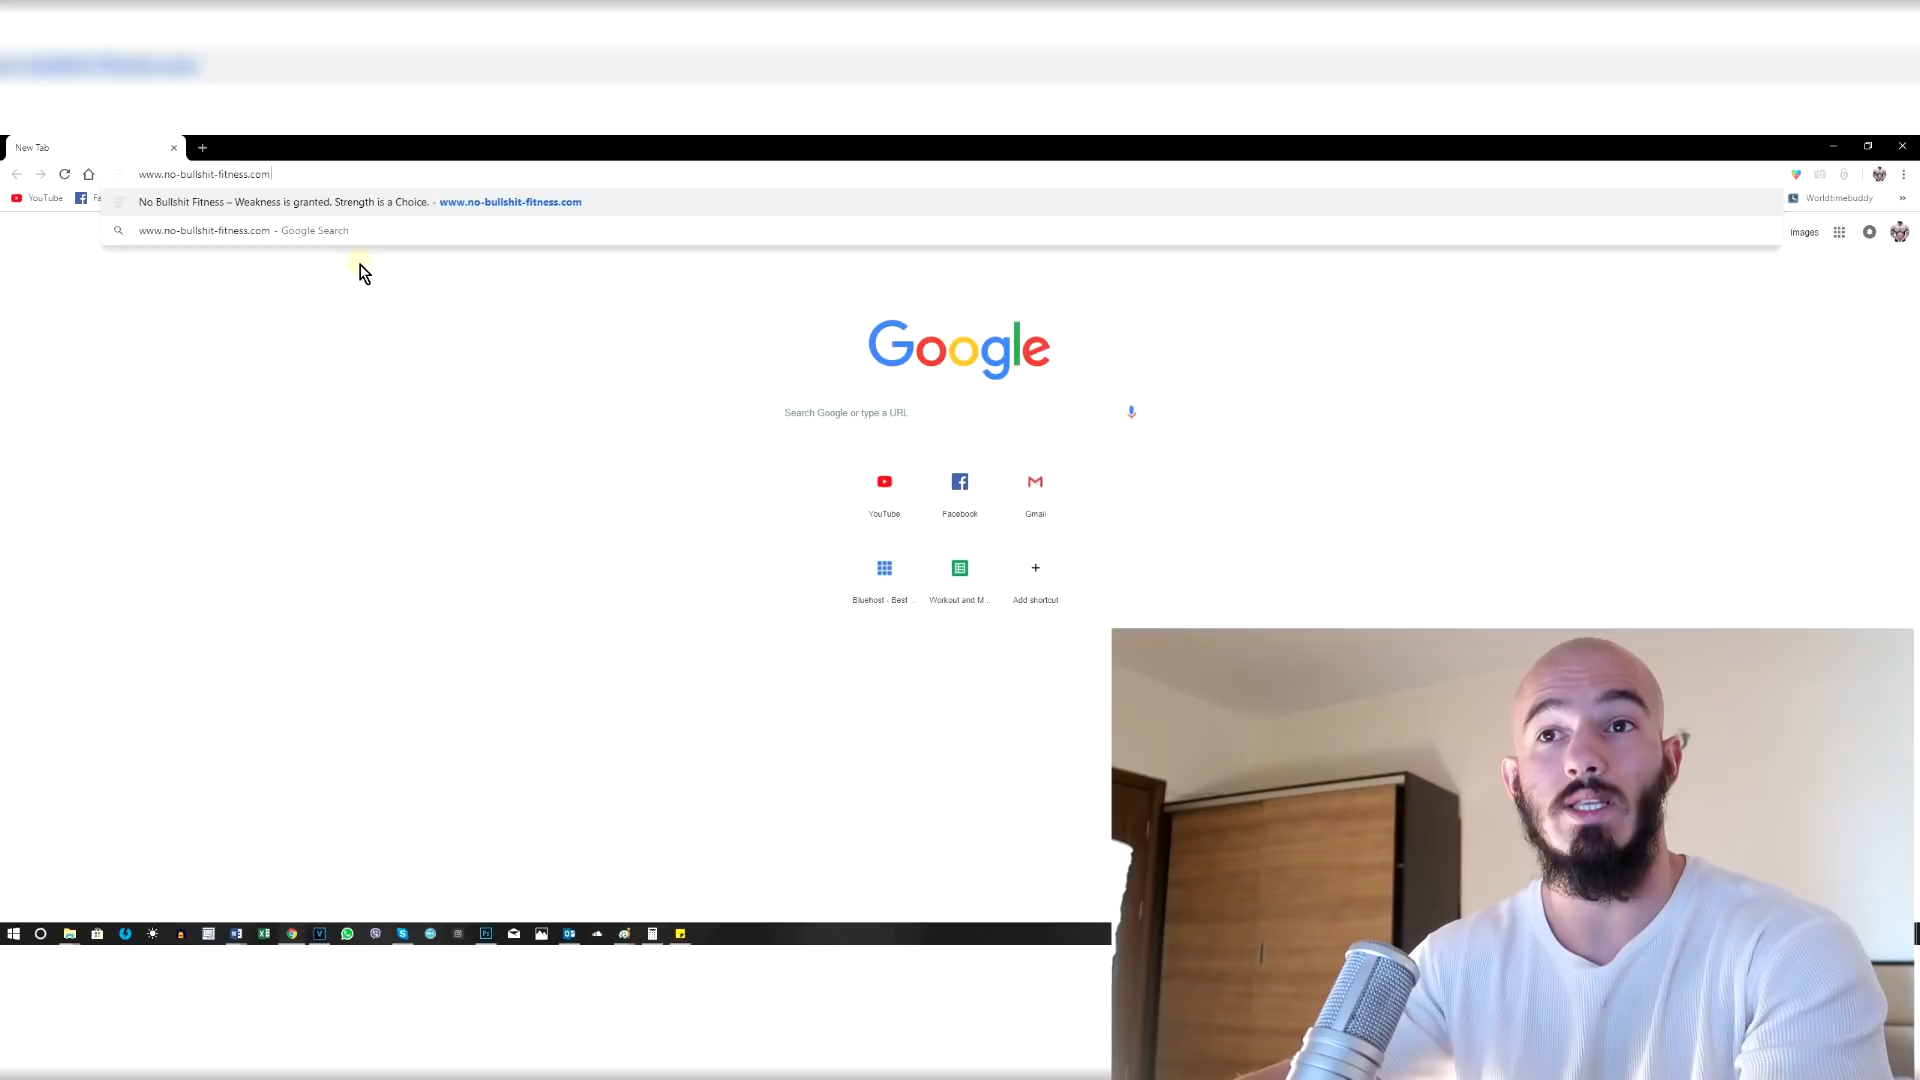 New Tab
www.no-bullshit-fitness.com
No Bullshit Fitness – Weakness is granted. Strength is a Choice. - www.no-bullshit-fitness.com
www.no-bullshit-fitness.com - Google Search
YouTube
Fa
Worldtimebuddy
Images
Google
Search Google or type a URL
YouTube
Facebook
Gmail
Bluehost - Best ...
Workout and M...
Add shortcut